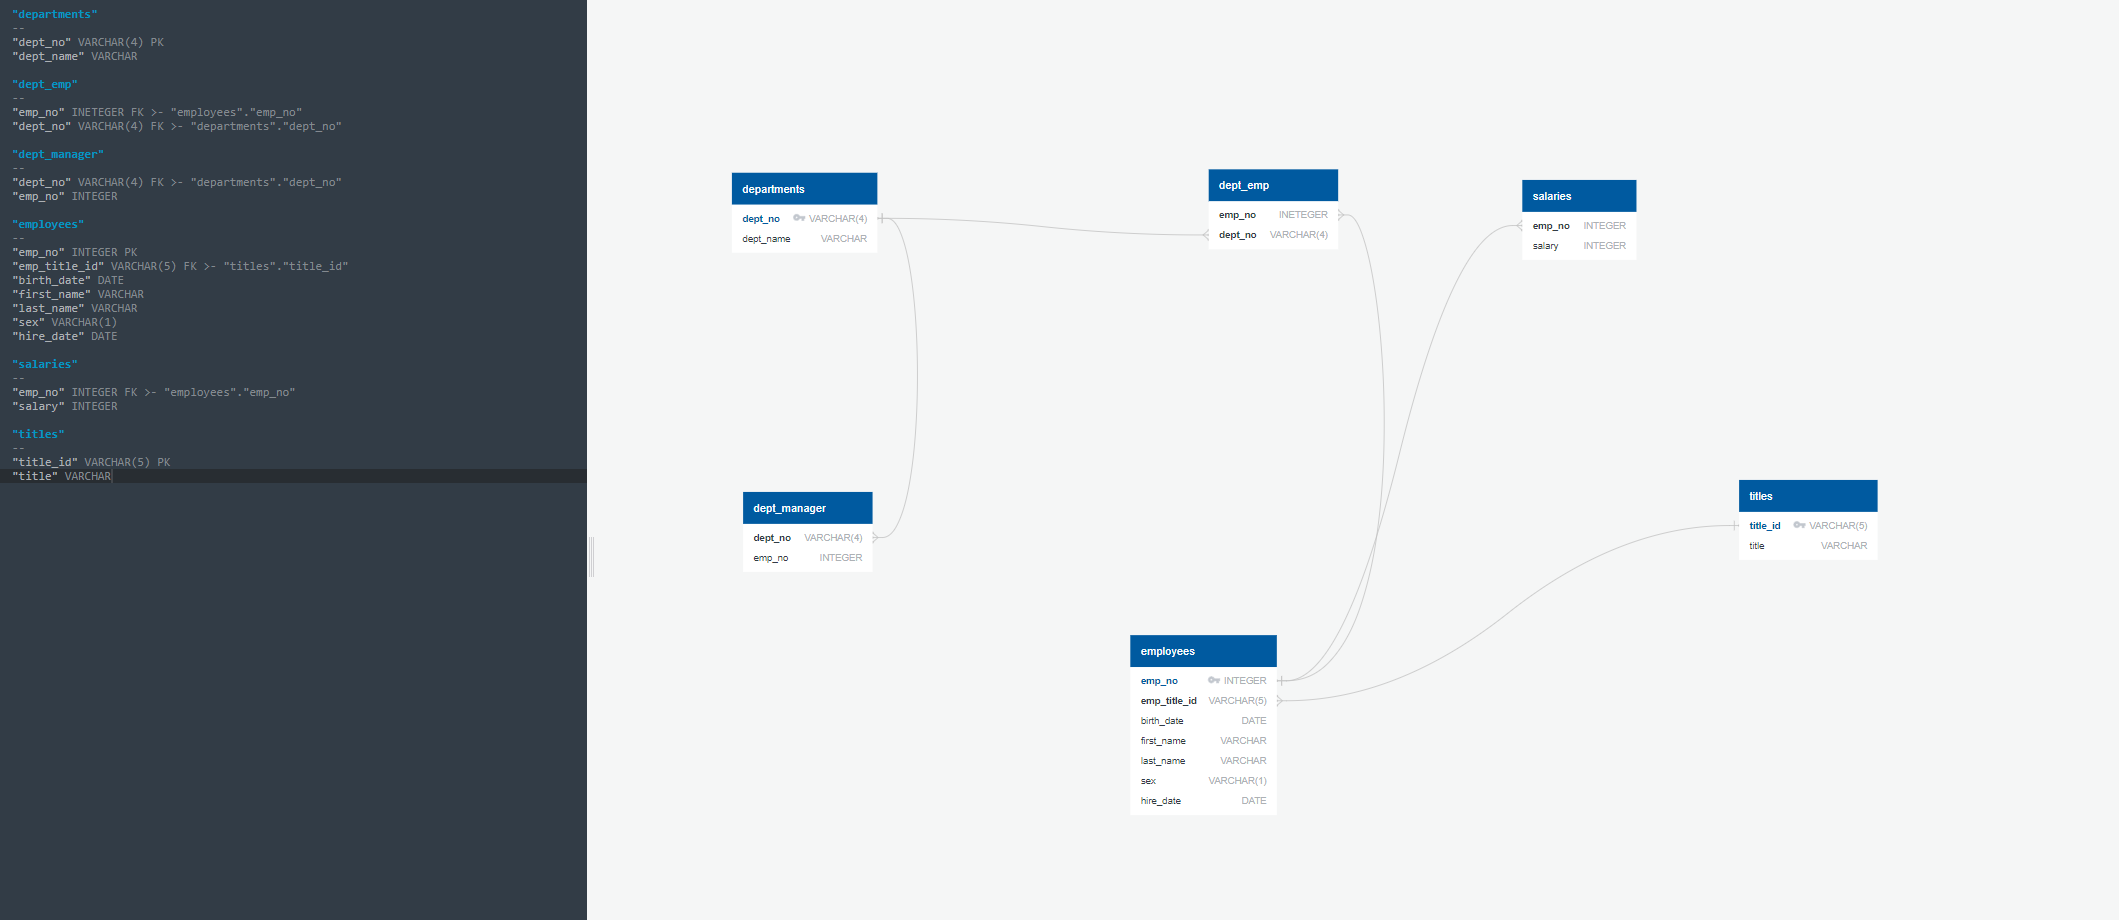 "departments"
--
"dept_no" VARCHAR(4) PK
"dept_name" VARCHAR
"dept_emp"
--
"emp_no" INETEGER FK >- "employees"."emp_no"
"dept_no" VARCHAR(4) FK >- "departments"."dept_no"
"dept_manager"
--
"dept_no" VARCHAR(4) FK >- "departments"."dept_no"
"emp_no" INTEGER
"employees"
--
"emp_no" INTEGER PK
"emp_title_id" VARCHAR(5) FK >- "titles"."title_id"
"birth_date" DATE
"first_name" VARCHAR
"last_name" VARCHAR
"sex" VARCHAR(1)
"hire_date" DATE
"salaries"
--
"emp_no" INTEGER FK >- "employees"."emp_no"
"salary" INTEGER
"titles"
--
"title_id" VARCHAR(5) PK
"title" VARCHAR
departments
dept_no VARCHAR(4)
dept_name VARCHAR
dept_emp
emp_no INETEGER
dept_no VARCHAR(4)
salaries
emp_no INTEGER
salary INTEGER
dept_manager
dept_no VARCHAR(4)
emp_no INTEGER
titles
title_id VARCHAR(5)
title VARCHAR
employees
emp_no INTEGER
emp_title_id VARCHAR(5)
birth_date DATE
first_name VARCHAR
last_name VARCHAR
sex VARCHAR(1)
hire_date DATE